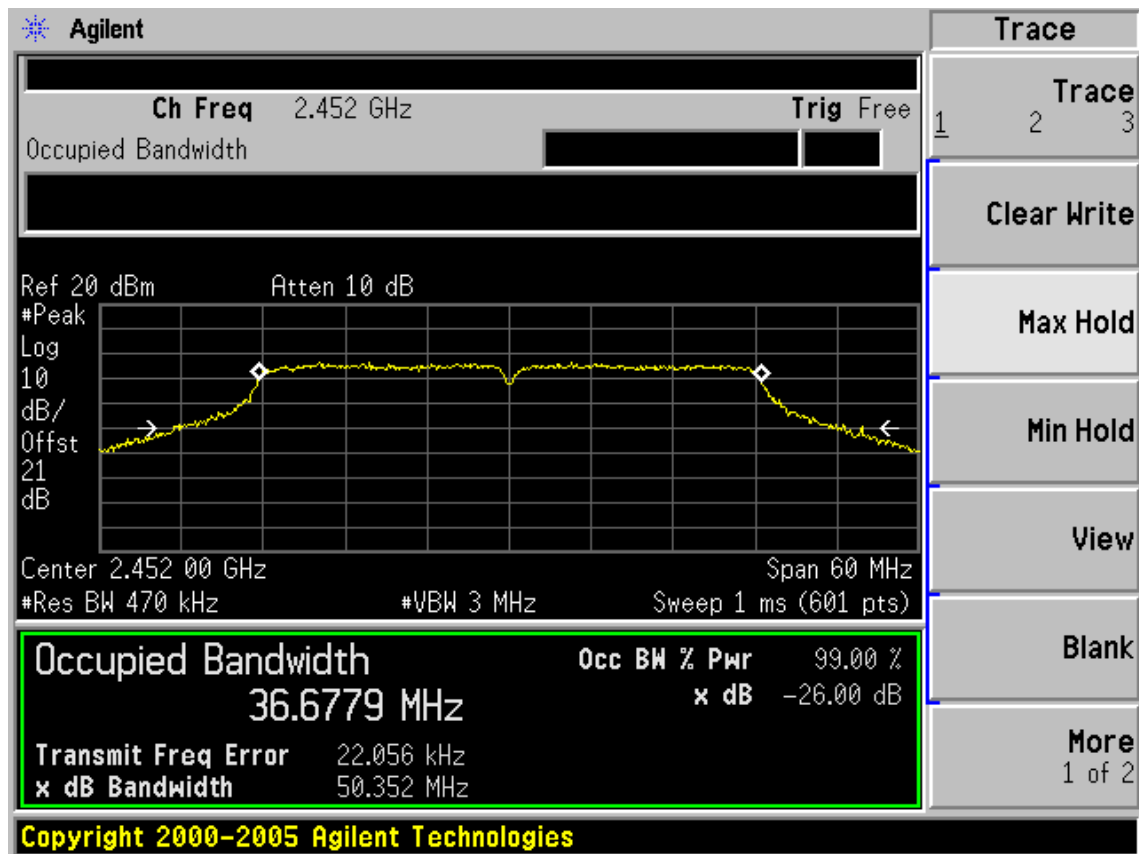 Agilent
Ch Freq 2.452 GHz Trig Free
Occupied Bandwidth
Ref 20 dBm Atten 10 dB
#Peak
Log
10
dB/
Offst
21
dB
Center 2.452 00 GHz Span 60 MHz
#Res BW 470 kHz #VBW 3 MHz Sweep 1 ms (601 pts)
Occupied Bandwidth
36.6779 MHz
Occ BW % Pwr 99.00 %
x dB -26.00 dB
Transmit Freq Error 22.056 kHz
x dB Bandwidth 50.352 MHz
Copyright 2000-2005 Agilent Technologies
Trace
Trace
1 2 3
Clear Write
Max Hold
Min Hold
View
Blank
More
1 of 2